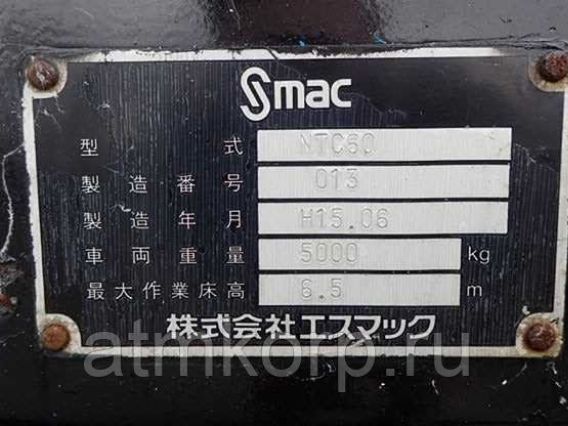 Smac
型式 NTC60
製造番号 013
製造年月 H15.06
車両重量 5000 kg
最大作業床高 6.5 m
株式会社エスマック
atmkorp.ru